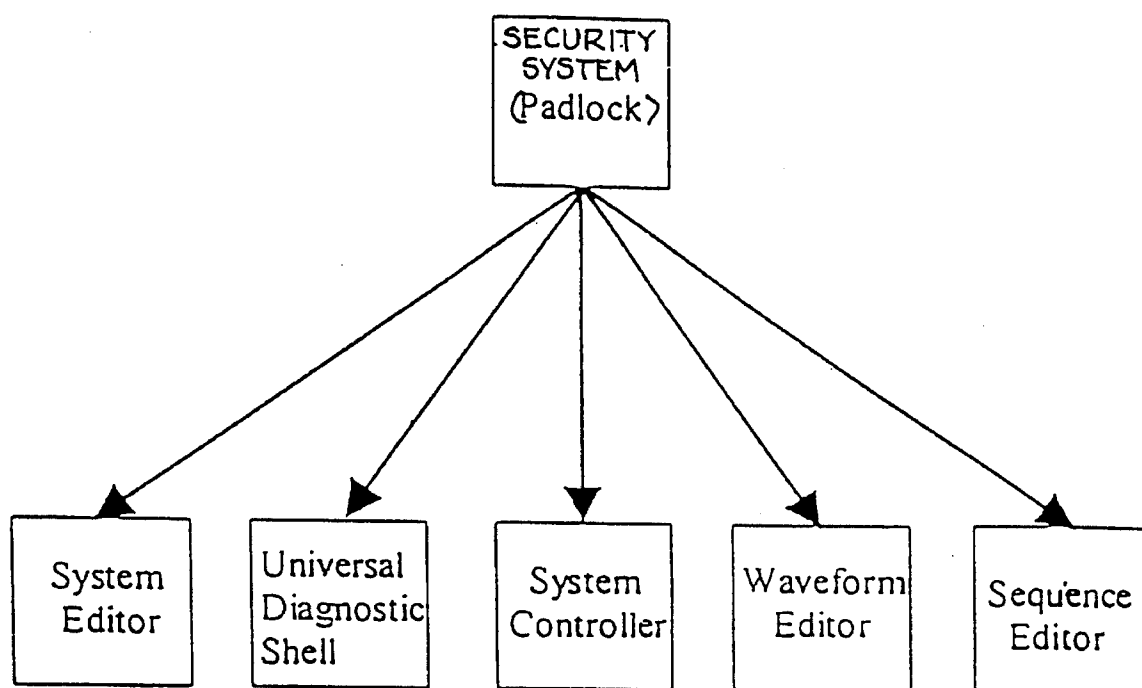 SECURITY
SYSTEM
(Padlock)
System
Editor
Universal
Diagnostic
Shell
System
Controller
Waveform
Editor
Sequence
Editor